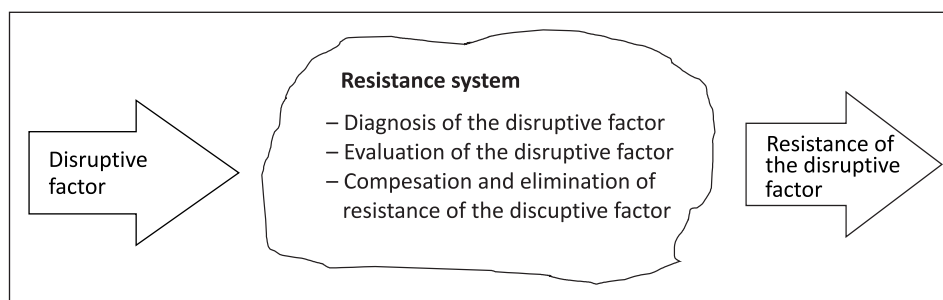 Disruptive
factor
Resistance system
– Diagnosis of the disruptive factor
– Evaluation of the disruptive factor
– Compesation and elimination of
resistance of the discuptive factor
Resistance of
the disruptive
factor